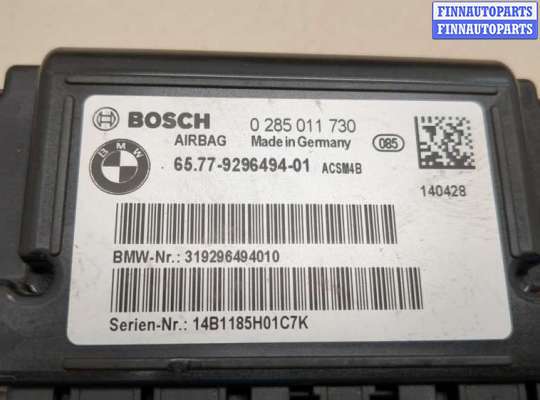 FINNAUTOPARTS
FINNAUTOPARTS
BOSCH 0 285 011 730
AIRBAG Made in Germany 085
BMW 65.77-9296494-01 ACSM4B
140428
BMW-Nr.: 319296494010
Serien-Nr.: 14B1185H01C7K